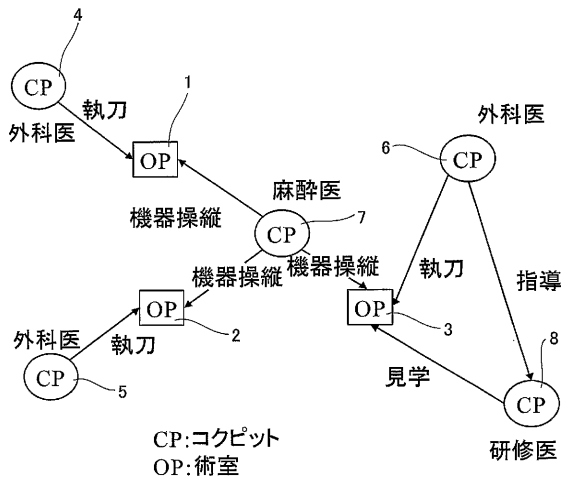 4
CP
外科医
執刀
1
OP
機器操縦
麻酔医
7
CP
機器操縦
機器操縦
外科医
6
CP
執刀
指導
OP
2
外科医
執刀
CP
5
OP
3
見学
8
CP
研修医
CP:コクピット
OP:術室